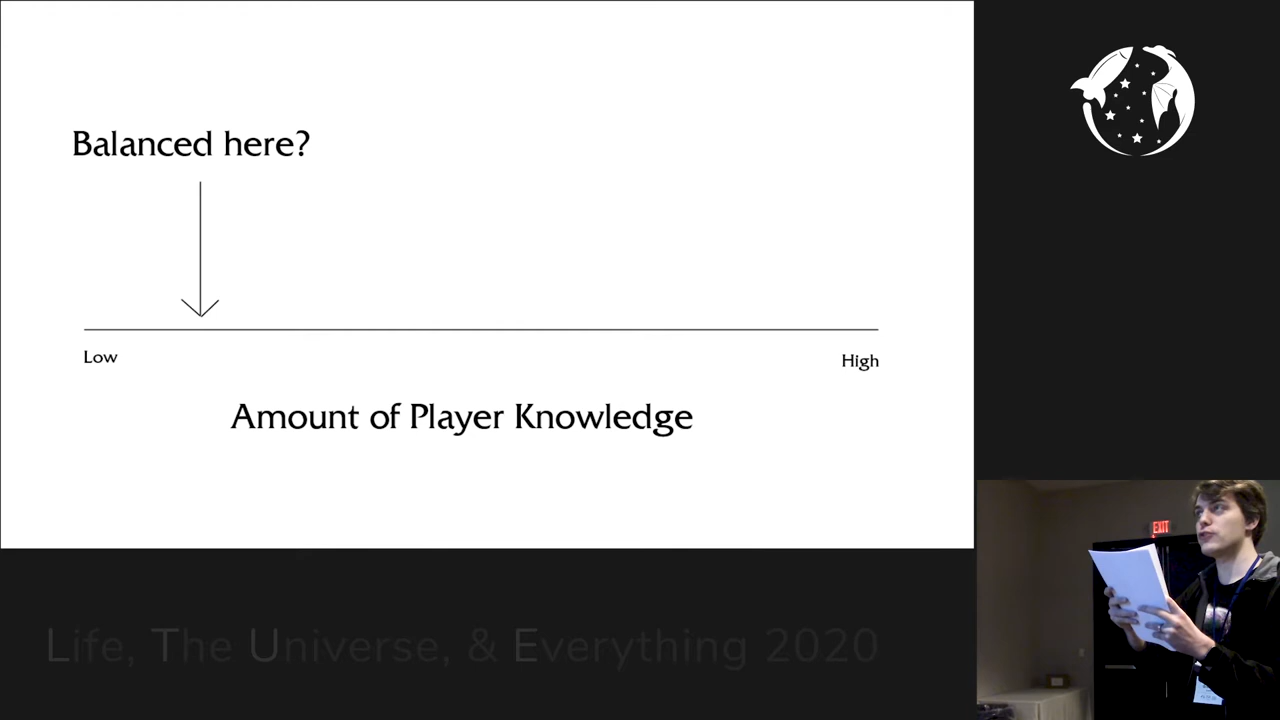 Balanced here?
Low
High
Amount of Player Knowledge
EXIT
Life, The Universe, & Everything 2020